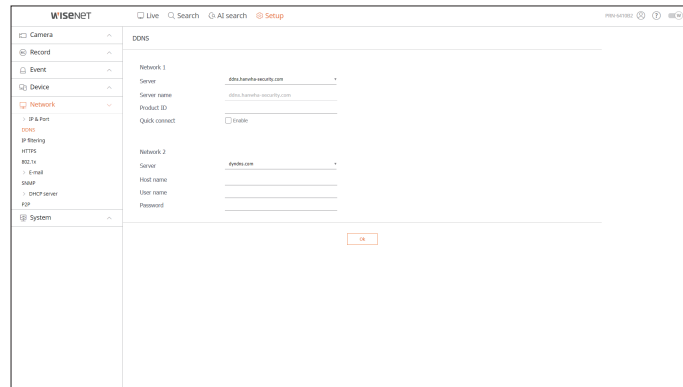 WISENET
Live Search AI search Setup
Camera
Record
Event
Device
Network
> IP & Port
DDNS
IP filtering
HTTPS
802.1x
> E-mail
SNMP
> DHCP server
P2P
System
DDNS
Network 1
Server ddns.hanwha-security.com
Server name ddns.hanwha-security.com
Product ID
Quick connect Enable
Network 2
Server dyndns.com
Host name
User name
Password
OK